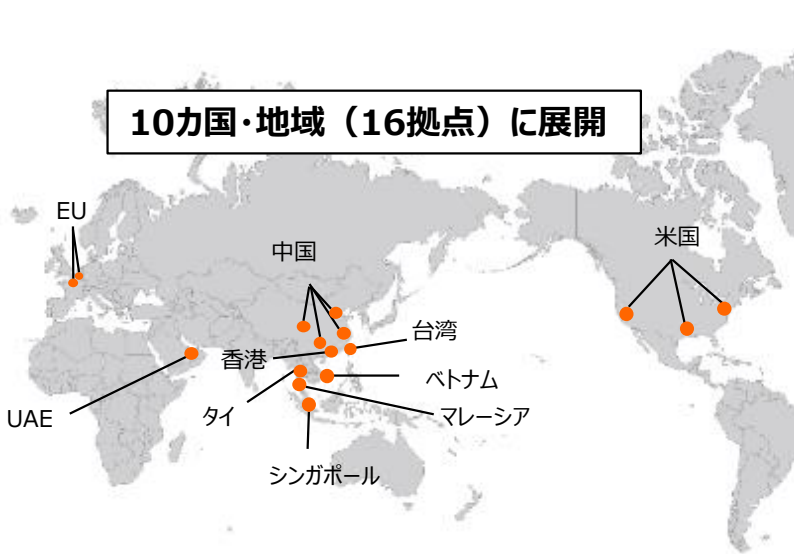 10カ国･地域（16拠点）に展開
EU
中国
米国
台湾
香港
ベトナム
UAE
タイ
マレーシア
シンガポール